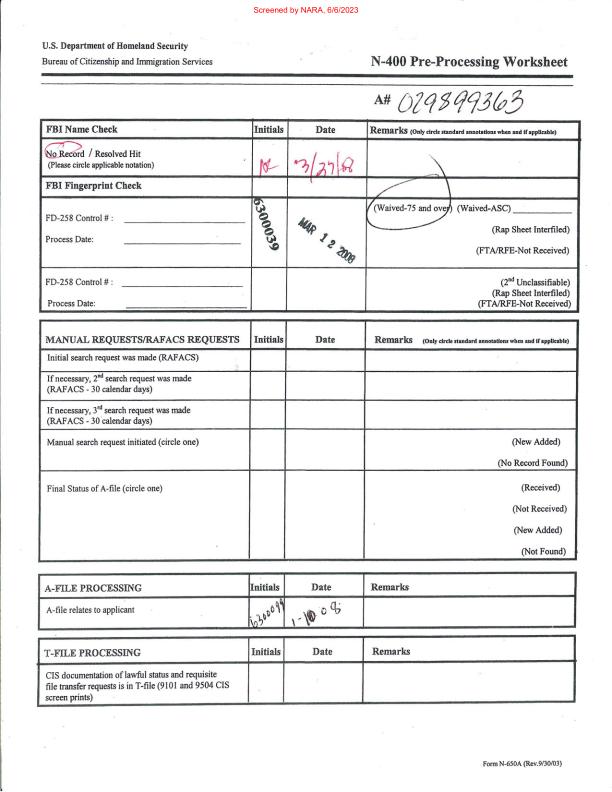 Screened by NARA, 6/6/2023
U.S. Department of Homeland Security
Bureau of Citizenship and Immigration Services
N-400 Pre-Processing Worksheet
A# 029899363
FBI Name Check Initials Date Remarks (Only circle standard annotations when and if applicable)
No Record / Resolved Hit
(Please circle applicable notation)
3/27/8
FBI Fingerprint Check
FD-258 Control # :
Process Date:
6300039
MAR 12 2008
(Waived-75 and over) (Waived-ASC)
(Rap Sheet Interfiled)
(FTA/RFE-Not Received)
FD-258 Control # :
Process Date:
(2nd Unclassifiable)
(Rap Sheet Interfiled)
(FTA/RFE-Not Received)
MANUAL REQUESTS/RAFACS REQUESTS Initials Date Remarks (Only circle standard annotations when and if applicable)
Initial search request was made (RAFACS)
If necessary, 2nd search request was made
(RAFACS - 30 calendar days)
If necessary, 3rd search request was made
(RAFACS - 30 calendar days)
Manual search request initiated (circle one)
(New Added)
(No Record Found)
Final Status of A-file (circle one)
(Received)
(Not Received)
(New Added)
(Not Found)
A-FILE PROCESSING Initials Date Remarks
A-file relates to applicant
T-FILE PROCESSING Initials Date Remarks
CIS documentation of lawful status and requisite
file transfer requests is in T-file (9101 and 9504 CIS
screen prints)
Form N-650A (Rev.9/30/03)